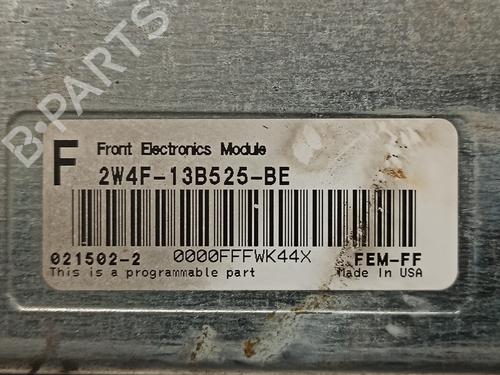 B-PARTS
F Front Electronics Module
2W4F-13B525-BE
021502-2 0000FFFWK44X FEM-FF
This is a programmable part Made In USA